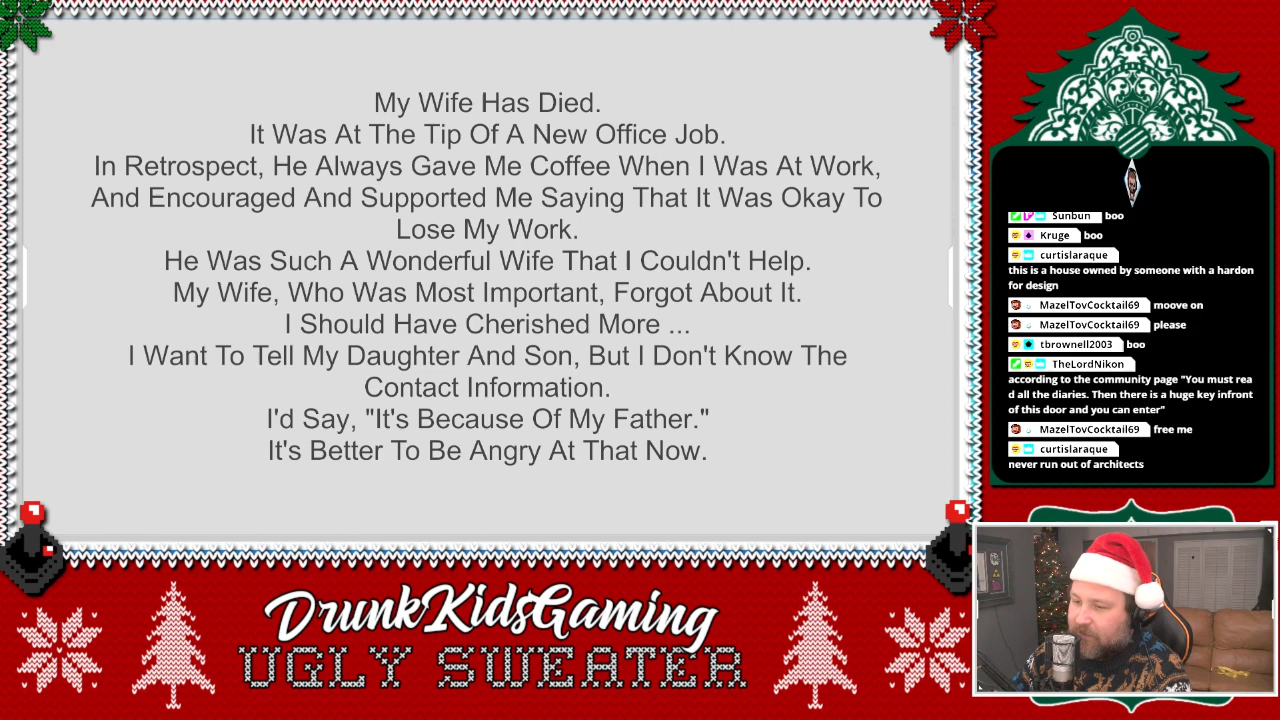 My Wife Has Died.
It Was At The Tip Of A New Office Job.
In Retrospect, He Always Gave Me Coffee When I Was At Work,
And Encouraged And Supported Me Saying That It Was Okay To
Lose My Work.
He Was Such A Wonderful Wife That I Couldn't Help.
My Wife, Who Was Most Important, Forgot About It.
I Should Have Cherished More ...
I Want To Tell My Daughter And Son, But I Don't Know The
Contact Information.
I'd Say, "It's Because Of My Father."
It's Better To Be Angry At That Now.
Sunbun boo
Kruge boo
curtislaraque
this is a house owned by someone with a hardon
for design
MazelTovCocktail69 moove on
MazelTovCocktail69 please
tbrownell2003 boo
TheLordNikon
according to the community page "You must rea
d all the diaries. Then there is a huge key infront
of this door and you can enter"
MazelTovCocktail69 free me
curtislaraque
never run out of architects
DrunkKidsGaming
UGLY SWEATER